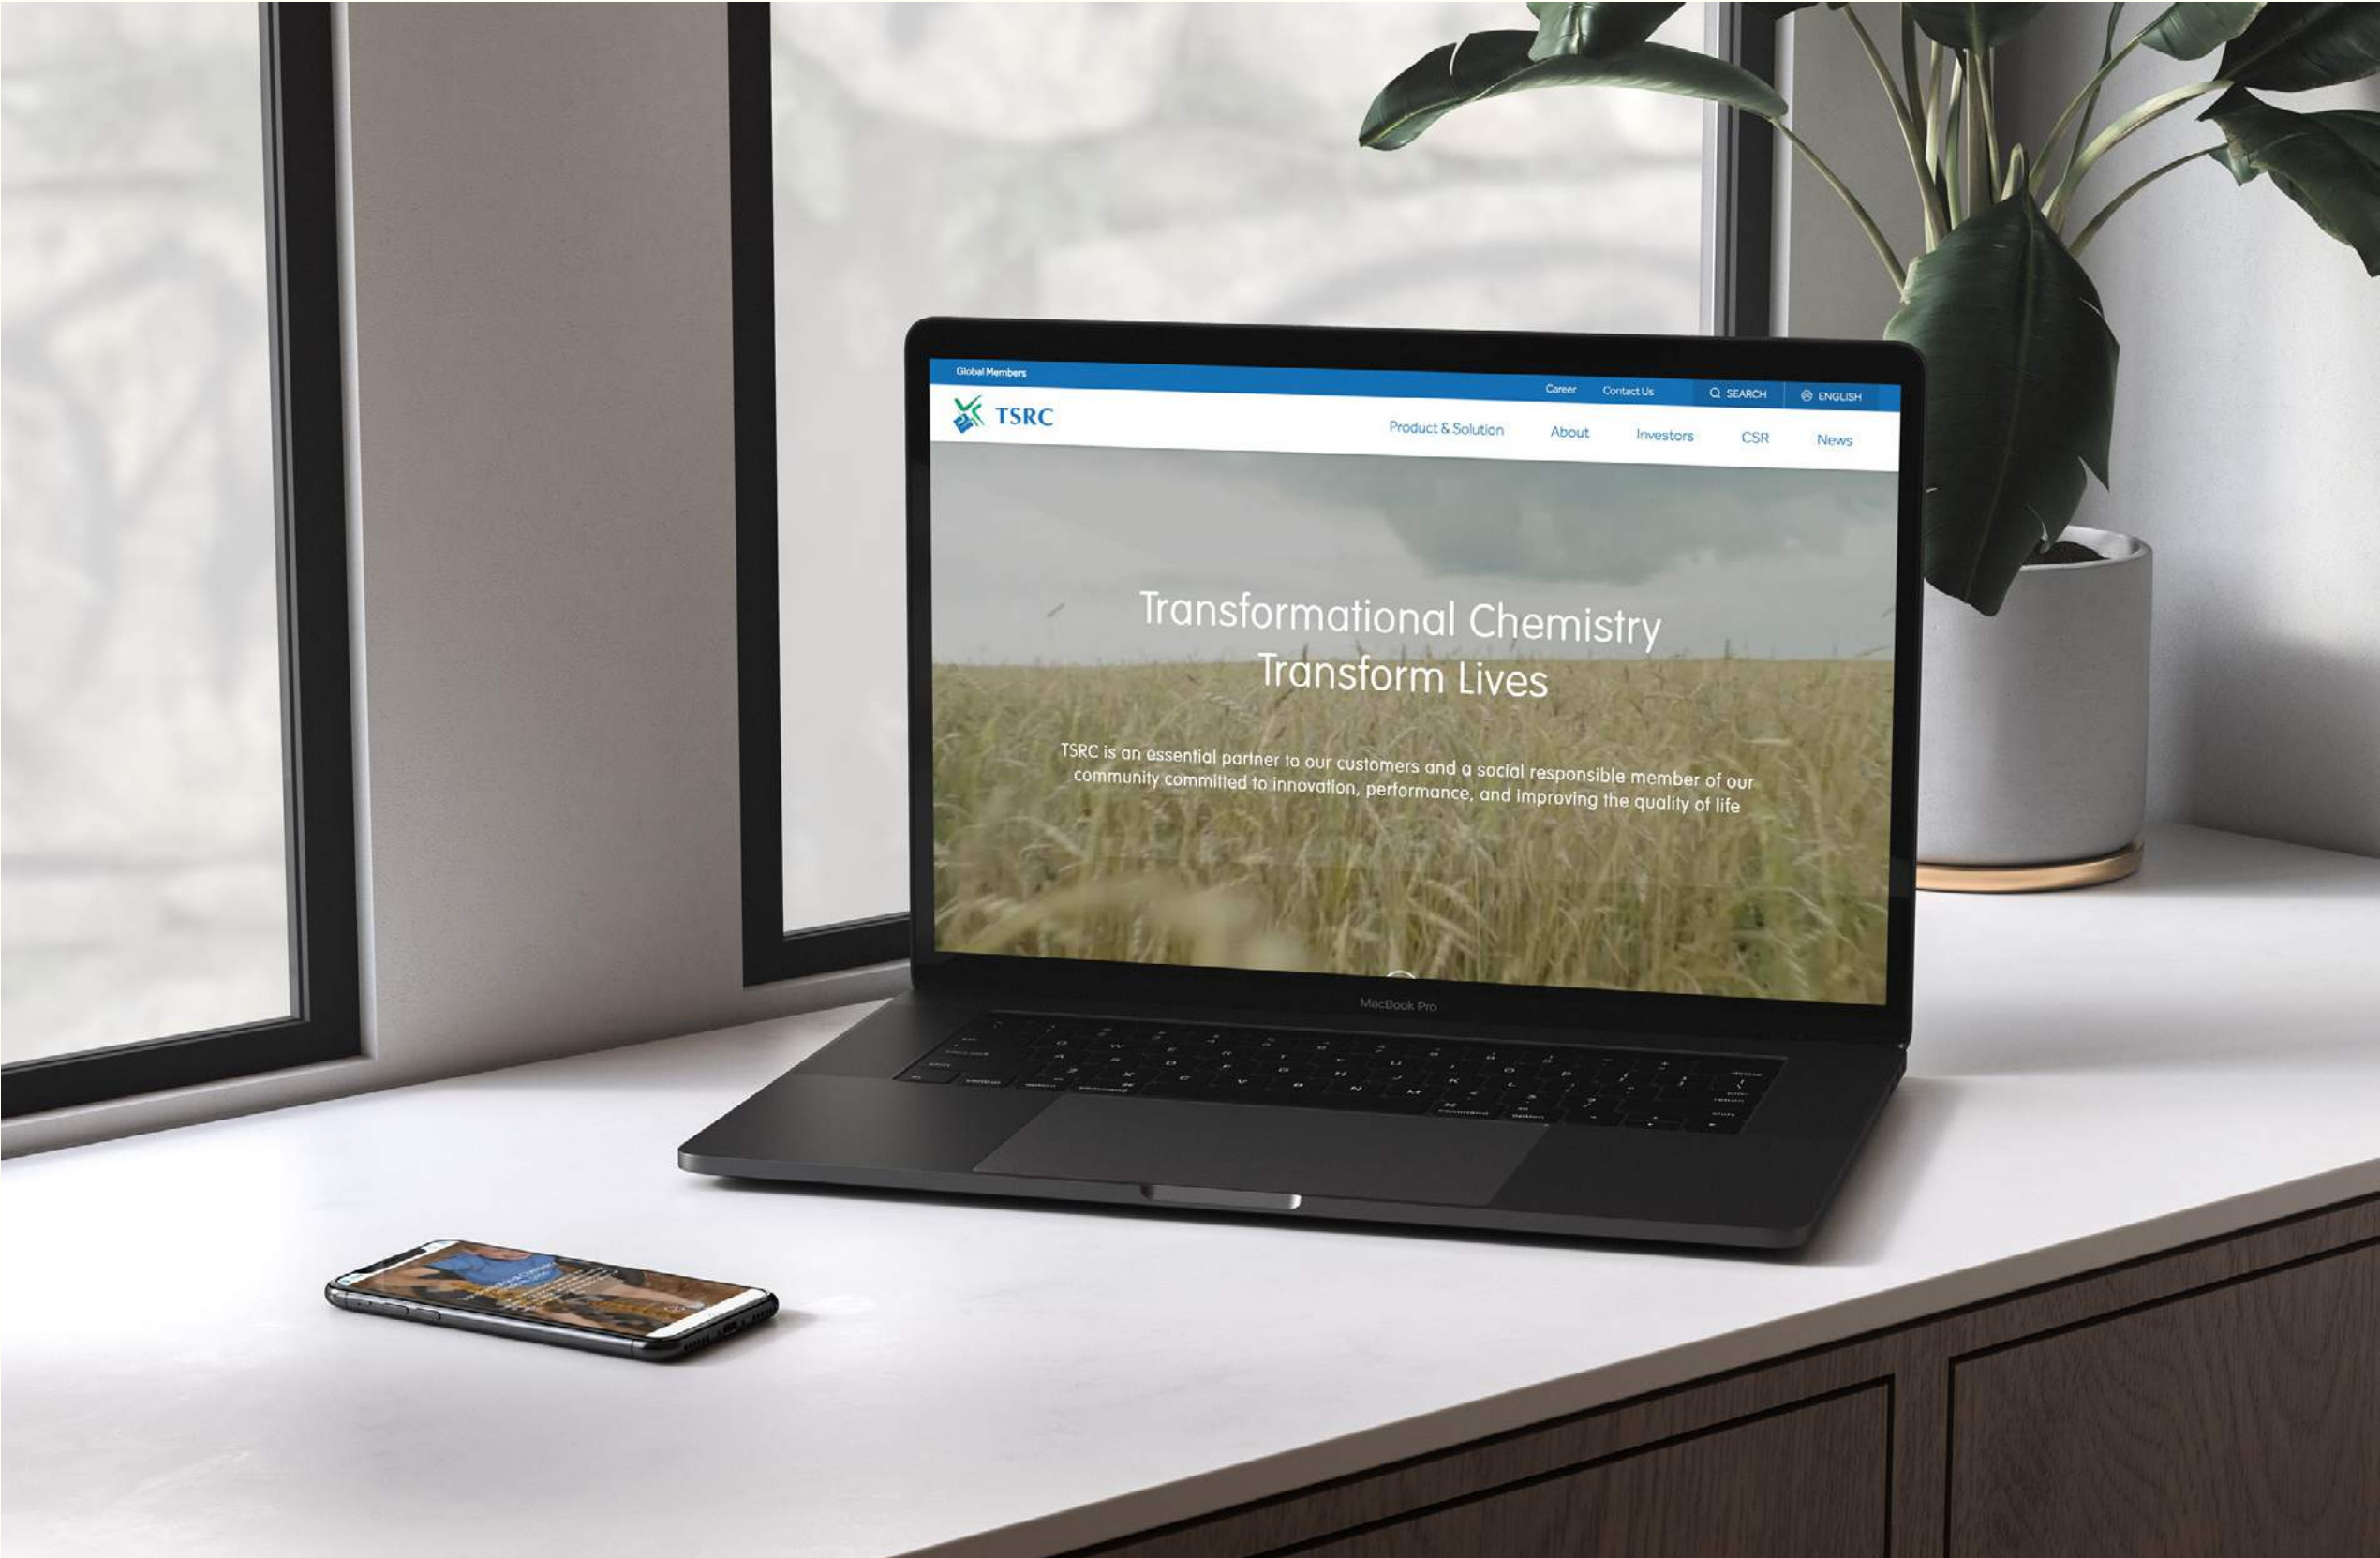 Global Members
Career Contact Us SEARCH ENGLISH
TSRC
Product & Solution About Investors CSR News
Transformational Chemistry
Transform Lives
TSRC is an essential partner to our customers and a social responsible member of our
community committed to innovation, performance, and improving the quality of life
MacBook Pro